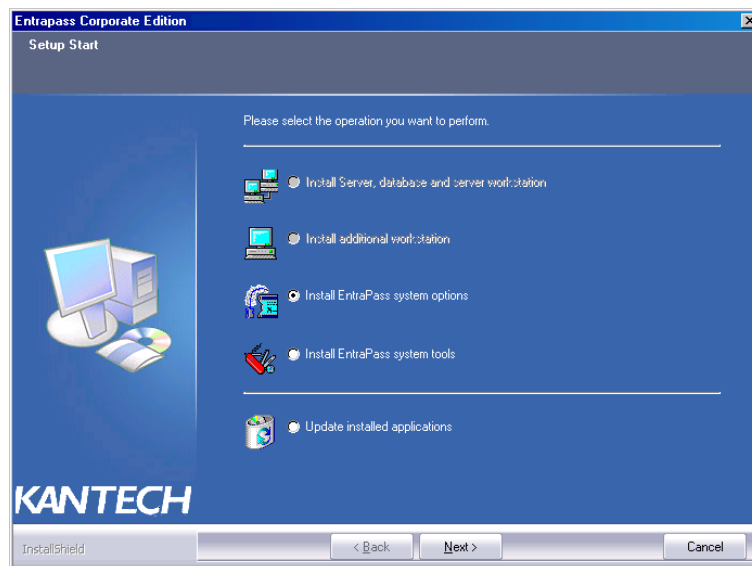 Entrapass Corporate Edition
Setup Start
Please select the operation you want to perform.
Install Server, database and server workstation
Install additional workstation
Install EntraPass system options
Install EntraPass system tools
Update installed applications
KANTECH
InstallShield
< Back
Next >
Cancel